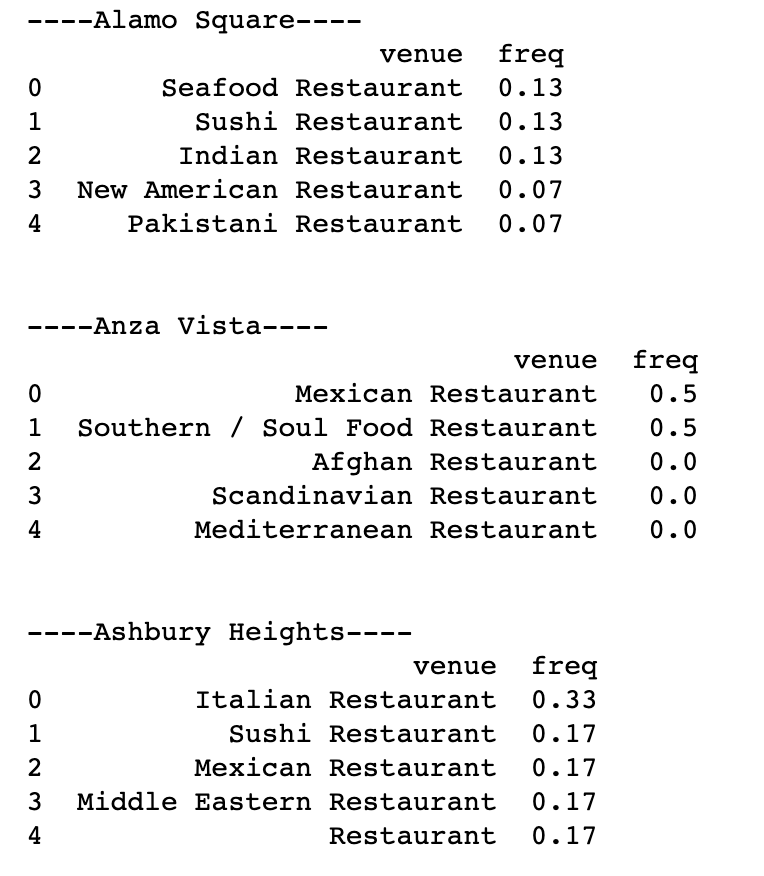 ----Alamo Square----
venue freq
0 Seafood Restaurant 0.13
1 Sushi Restaurant 0.13
2 Indian Restaurant 0.13
3 New American Restaurant 0.07
4 Pakistani Restaurant 0.07
----Anza Vista----
venue freq
0 Mexican Restaurant 0.5
1 Southern / Soul Food Restaurant 0.5
2 Afghan Restaurant 0.0
3 Scandinavian Restaurant 0.0
4 Mediterranean Restaurant 0.0
----Ashbury Heights----
venue freq
0 Italian Restaurant 0.33
1 Sushi Restaurant 0.17
2 Mexican Restaurant 0.17
3 Middle Eastern Restaurant 0.17
4 Restaurant 0.17